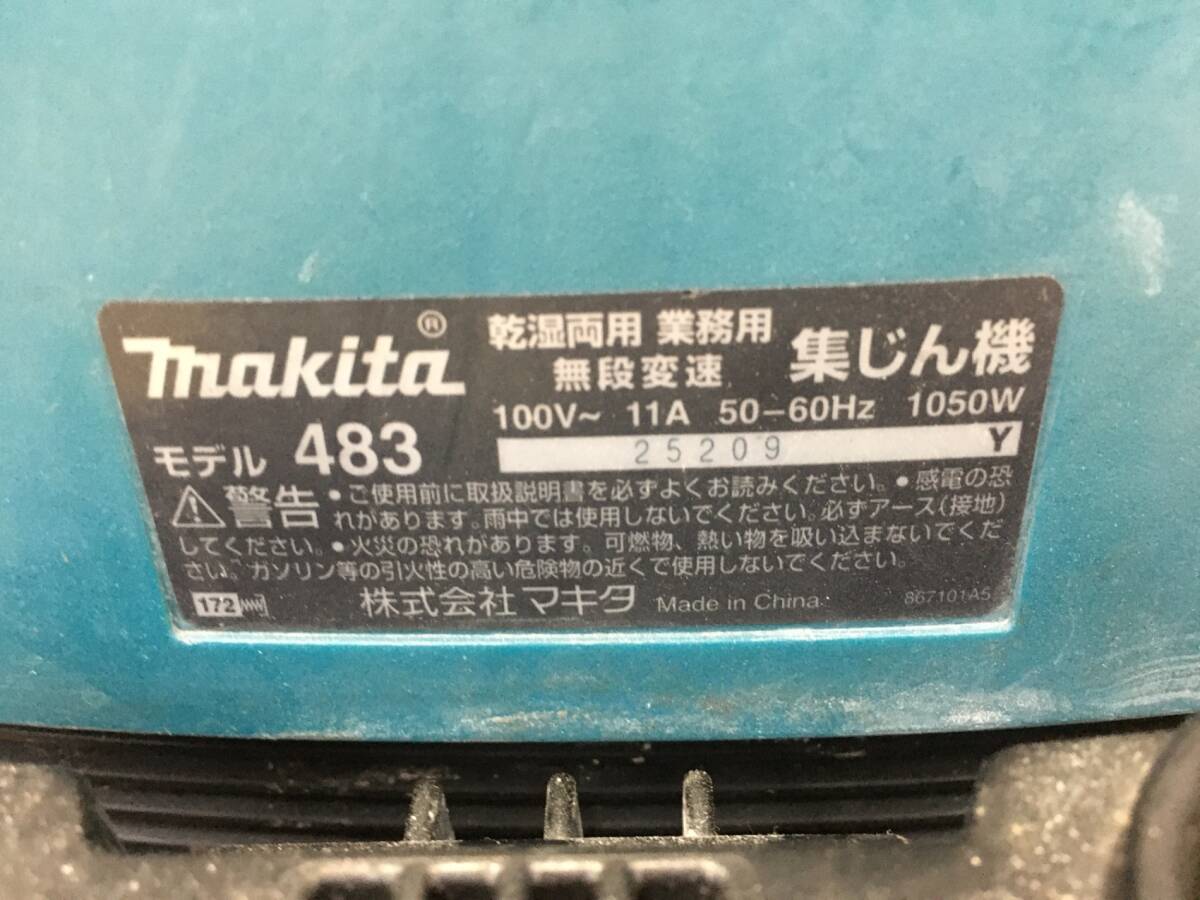 makita®
乾湿両用 業務用
無段変速
集じん機
モデル 483
100V~ 11A 50-60Hz 1050W
25209 Y
警告 •ご使用前に取扱説明書を必ずよくお読みください。•感電の恐
れがあります。雨中では使用しないでください。必ずアース(接地)
してください。•火災の恐れがあります。可燃物、熱い物を吸い込まないでくだ
さい。ガソリン等の引火性の高い危険物の近くで使用しないでください。
172 株式会社マキタ Made in China 867101A5